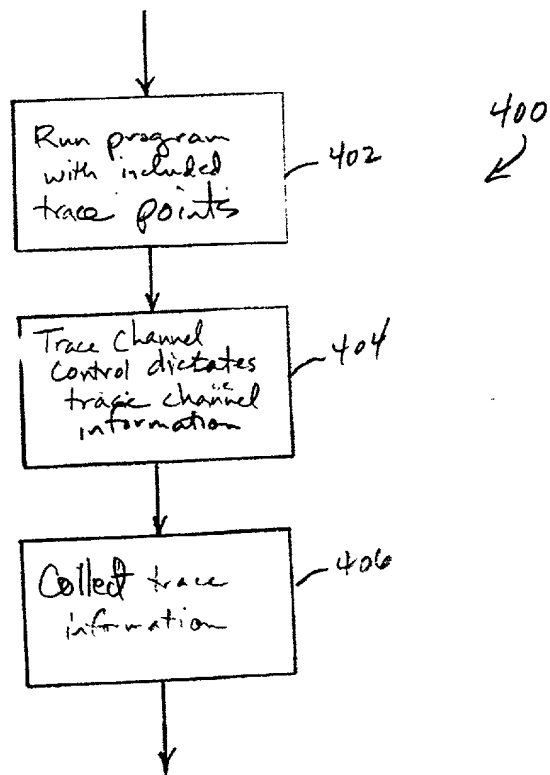 400
Run program
with included
trace points
402
Trace Channel
Control dictates
trace channel
information
404
Collect trace
information
406